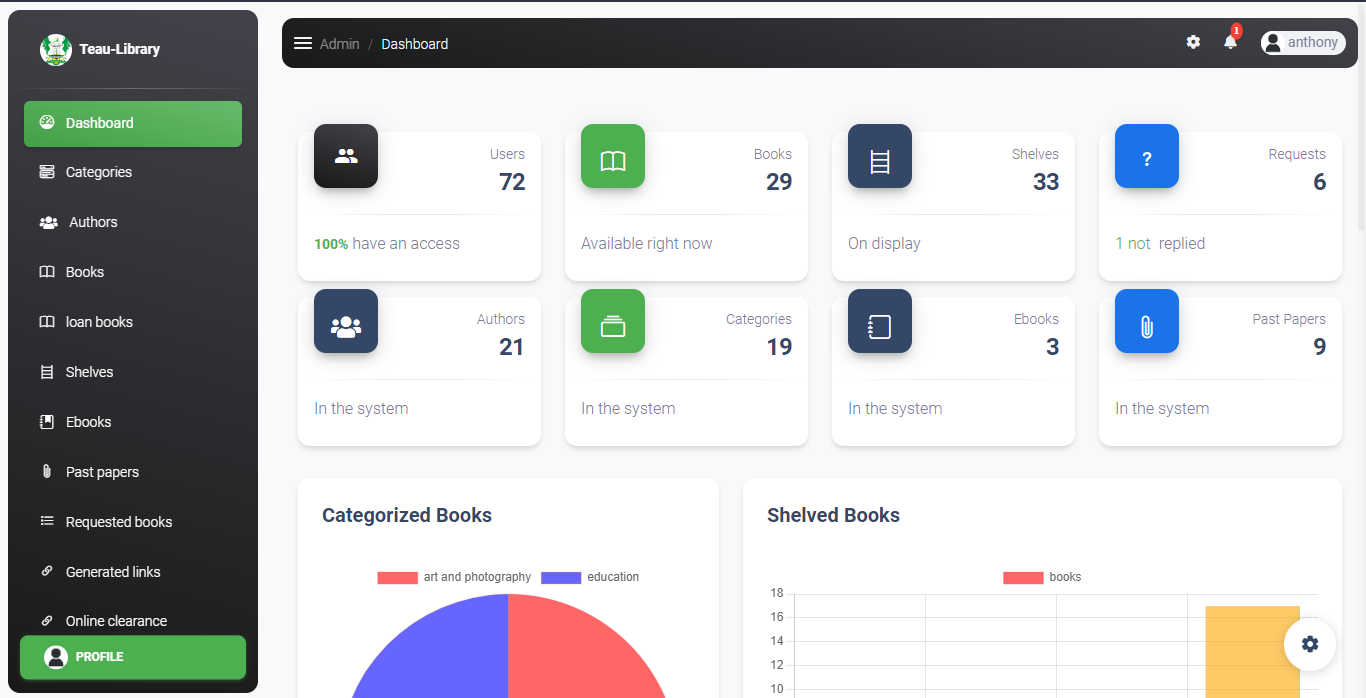 Teau-Library
Dashboard
Categories
Authors
Books
loan books
Shelves
Ebooks
Past papers
Requested books
Generated links
Online clearance
PROFILE
Admin / Dashboard
1
anthony
Users
72
100% have an access
Books
29
Available right now
Shelves
33
On display
?
Requests
6
1 not replied
Authors
21
In the system
Categories
19
In the system
Ebooks
3
In the system
Past Papers
9
In the system
Categorized Books
art and photography education
Shelved Books
books
18
16
14
12
10